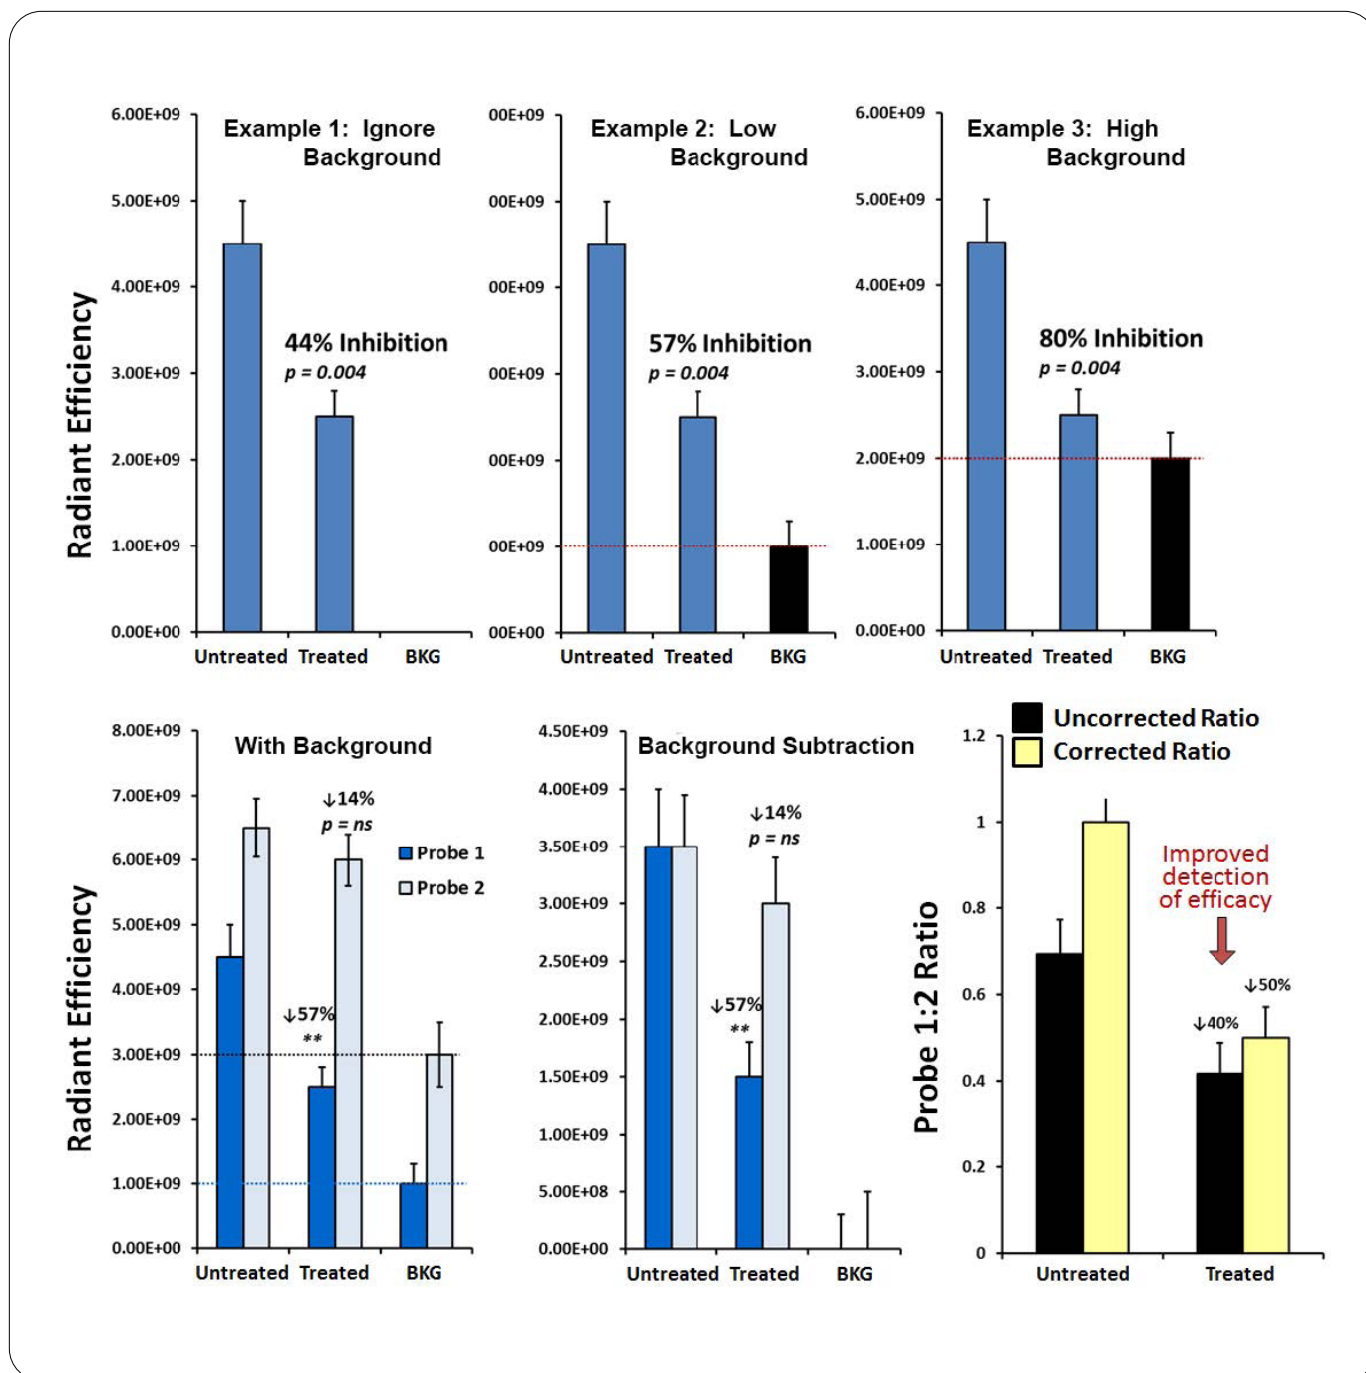 Example 1: Ignore
Background
6.00E+09
5.00E+09
4.00E+09
3.00E+09
2.00E+09
1.00E+09
0.00E+00
Radiant Efficiency
44% Inhibition
p = 0.004
Untreated Treated BKG
Example 2: Low
Background
00E+09
00E+09
00E+09
00E+09
00E+09
00E+09
00E+00
57% Inhibition
p = 0.004
Untreated Treated BKG
Example 3: High
Background
6.00E+09
5.00E+09
4.00E+09
3.00E+09
2.00E+09
1.00E+09
0.00E+00
80% Inhibition
p = 0.004
Untreated Treated BKG
With Background
8.00E+09
7.00E+09
6.00E+09
5.00E+09
4.00E+09
3.00E+09
2.00E+09
1.00E+09
0.00E+00
Radiant Efficiency
↓14%
p = ns
Probe 1
Probe 2
↓57%
**
Untreated Treated BKG
Background Subtraction
4.50E+09
4.00E+09
3.50E+09
3.00E+09
2.50E+09
2.00E+09
1.50E+09
1.00E+09
5.00E+08
0.00E+00
↓14%
p = ns
↓57%
**
Untreated Treated BKG
Uncorrected Ratio
Corrected Ratio
1.2
1
0.8
0.6
0.4
0.2
0
Probe 1:2 Ratio
Improved
detection
of efficacy
↓50%
↓40%
Untreated Treated